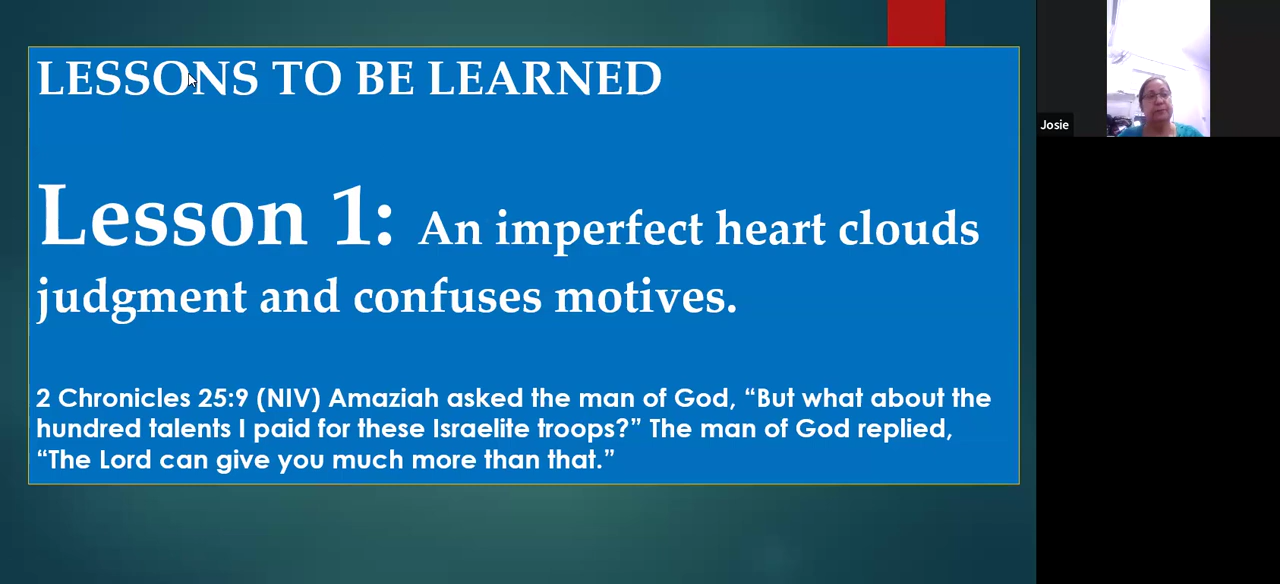 LESSONS TO BE LEARNED
Lesson 1: An imperfect heart clouds
judgment and confuses motives.
2 Chronicles 25:9 (NIV) Amaziah asked the man of God, “But what about the
hundred talents I paid for these Israelite troops?” The man of God replied,
“The Lord can give you much more than that.”
Josie